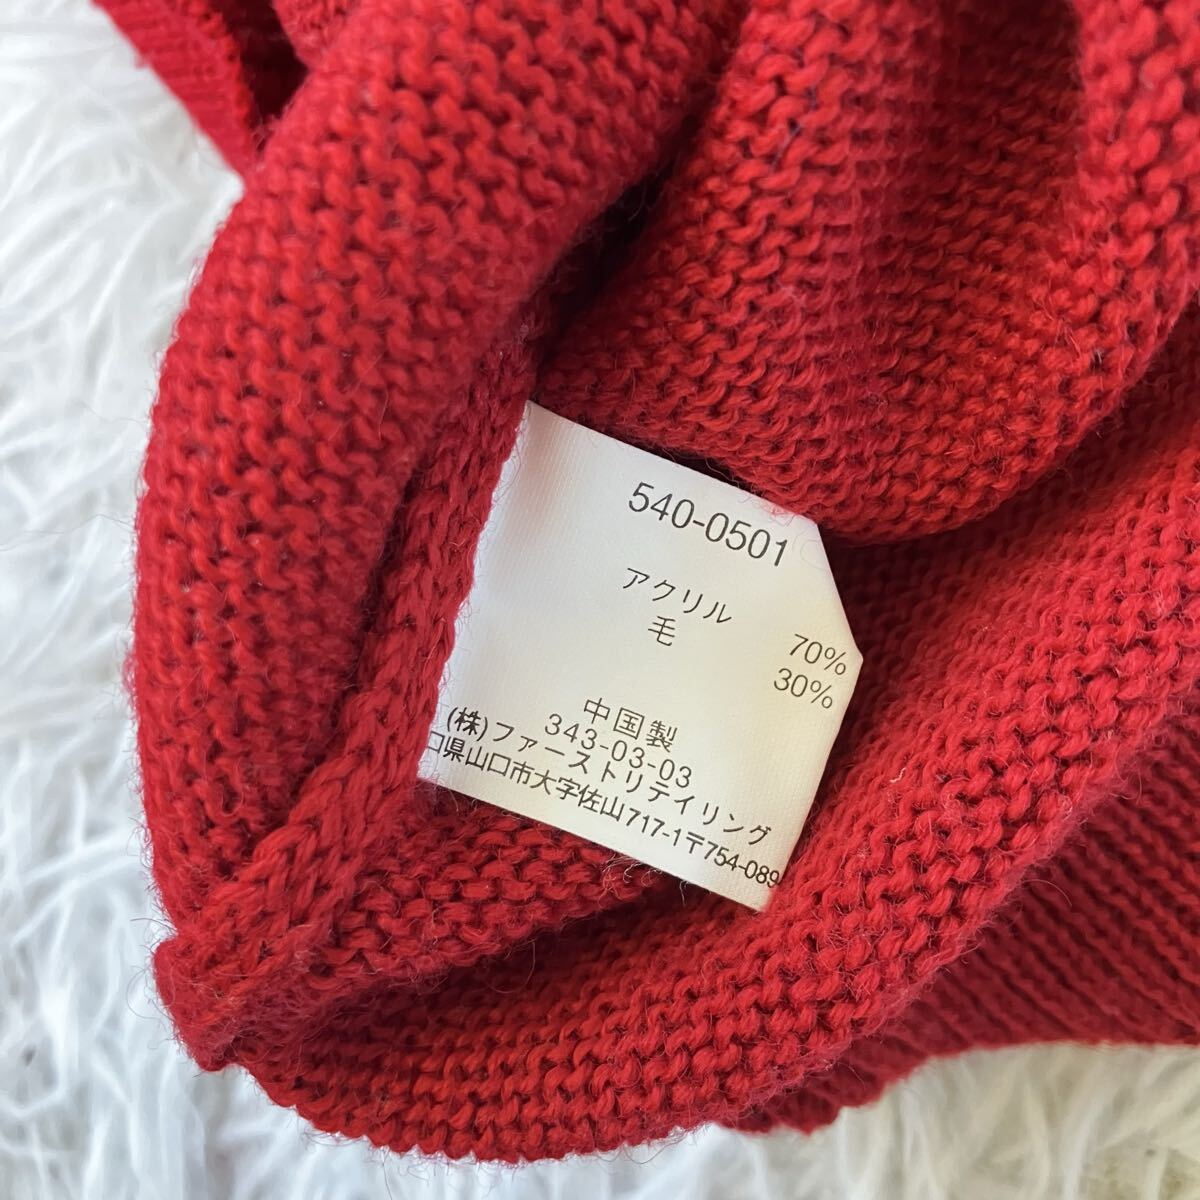 540-0501
アクリル 70%
毛 30%
中国製
343-03-03
(株)ファーストリテイリング
口県山口市大字佐山717-1〒754-089